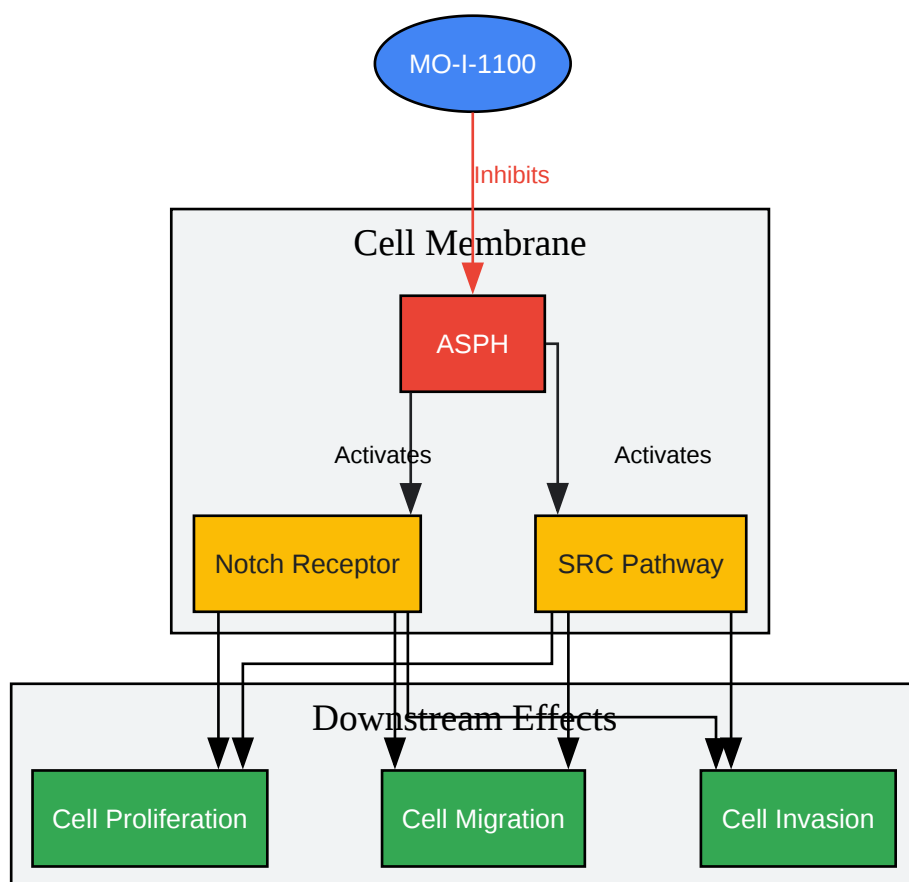 MO-I-1100
Inhibits
Cell Membrane
ASPH
Activates
Activates
Notch Receptor
SRC Pathway
Downstream Effects
Cell Proliferation
Cell Migration
Cell Invasion